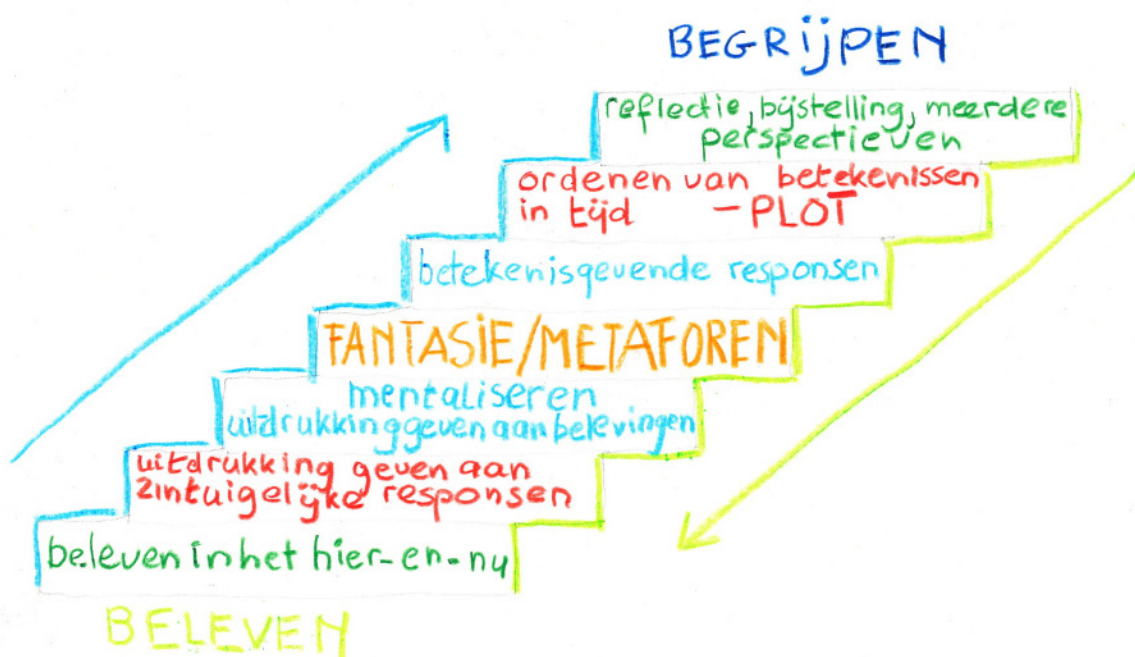 BEGRIJPEN
reflectie, bijstelling, meerdere
perspectieven
ordenen van betekenissen
in tijd – PLOT
betekenisgevende responsen
FANTASIE/METAFOREN
mentaliseren
uitdrukking geven aan belevingen
uitdrukking geven aan
zintuigelijke responsen
beleven in het hier-en-nu
BELEVEN